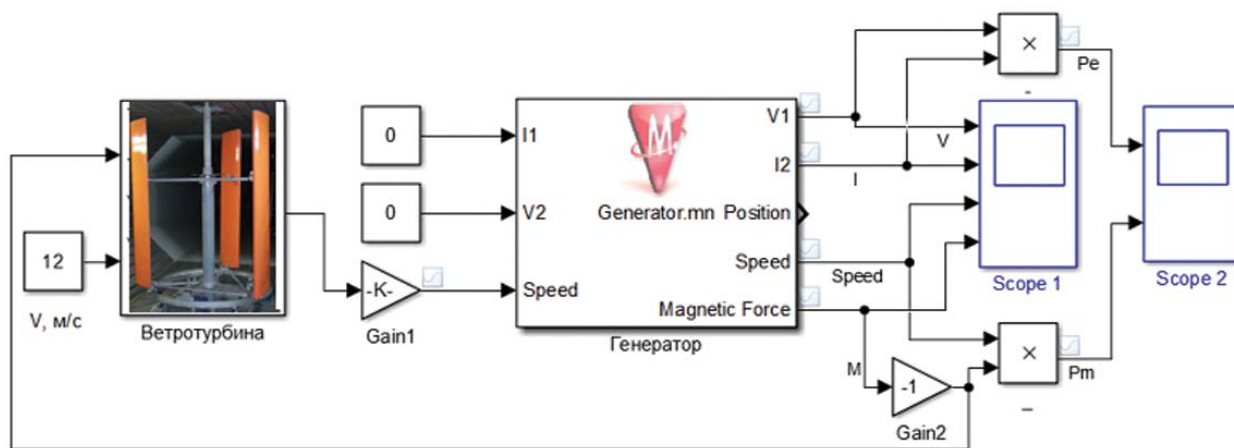 ×
-
Pe
V1
I2
V
I
0
I1
0
V2
Generator.mn
Position
Speed
Speed
Speed
Magnetic Force
Генератор
12
V, м/с
Ветротурбина
-K-
Gain1
Scope 1
Scope 2
M
-1
Gain2
×
Pm
–